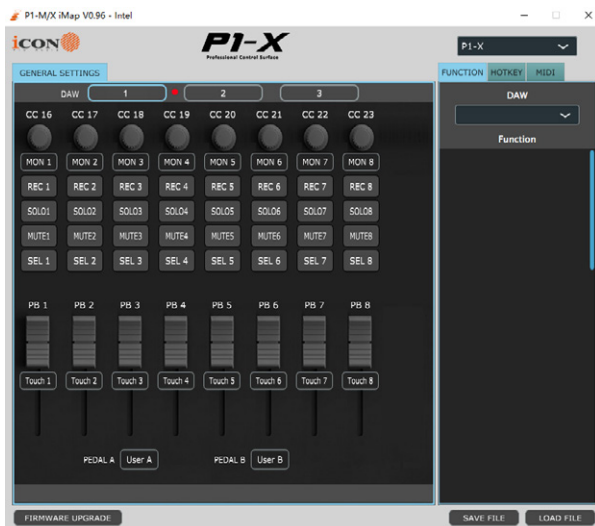 P1-M/X iMap V0.96 - Intel
iCON
P1-X
Professional Control Surface
P1-X
GENERAL SETTINGS
FUNCTION HOTKEY MIDI
DAW 1 2 3
DAW
CC 16 CC 17 CC 18 CC 19 CC 20 CC 21 CC 22 CC 23
Function
MON 1 MON 2 MON 3 MON 4 MON 5 MON 6 MON 7 MON 8
REC 1 REC 2 REC 3 REC 4 REC 5 REC 6 REC 7 REC 8
SOLO1 SOLO2 SOLO3 SOLO4 SOLO5 SOLO6 SOLO7 SOLO8
MUTE1 MUTE2 MUTE3 MUTE4 MUTE5 MUTE6 MUTE7 MUTE8
SEL 1 SEL 2 SEL 3 SEL 4 SEL 5 SEL 6 SEL 7 SEL 8
PB 1 PB 2 PB 3 PB 4 PB 5 PB 6 PB 7 PB 8
Touch 1 Touch 2 Touch 3 Touch 4 Touch 5 Touch 6 Touch 7 Touch 8
PEDAL A User A PEDAL B User B
FIRMWARE UPGRADE
SAVE FILE LOAD FILE